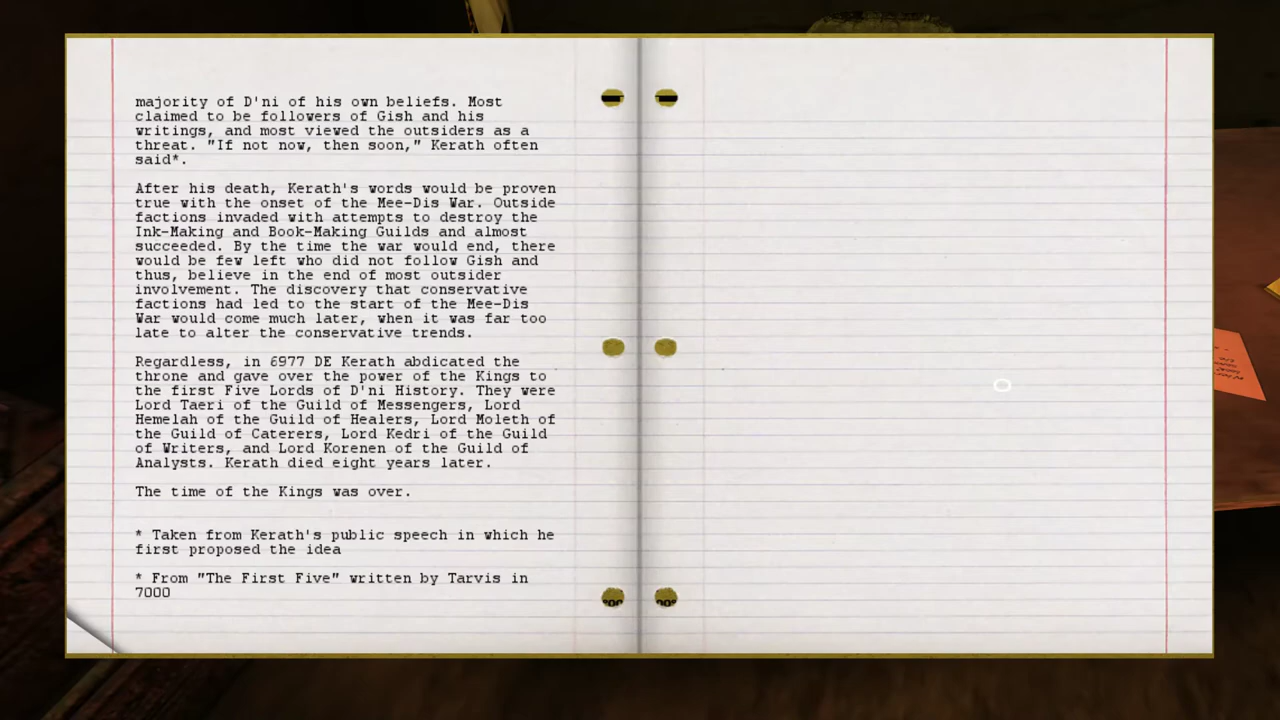 majority of D'ni of his own beliefs. Most
claimed to be followers of Gish and his
writings, and most viewed the outsiders as a
threat. "If not now, then soon," Kerath often
said*.
After his death, Kerath's words would be proven
true with the onset of the Mee-Dis War. Outside
factions invaded with attempts to destroy the
Ink-Making and Book-Making Guilds and almost
succeeded. By the time the war would end, there
would be few left who did not follow Gish and
thus, believe in the end of most outsider
involvement. The discovery that conservative
factions had led to the start of the Mee-Dis
War would come much later, when it was far too
late to alter the conservative trends.
Regardless, in 6977 DE Kerath abdicated the
throne and gave over the power of the Kings to
the first Five Lords of D'ni History. They were
Lord Taeri of the Guild of Messengers, Lord
Hemelah of the Guild of Healers, Lord Moleth of
the Guild of Caterers, Lord Kedri of the Guild
of Writers, and Lord Korenen of the Guild of
Analysts. Kerath died eight years later.
The time of the Kings was over.
* Taken from Kerath's public speech in which he
first proposed the idea
* From "The First Five" written by Tarvis in
7000